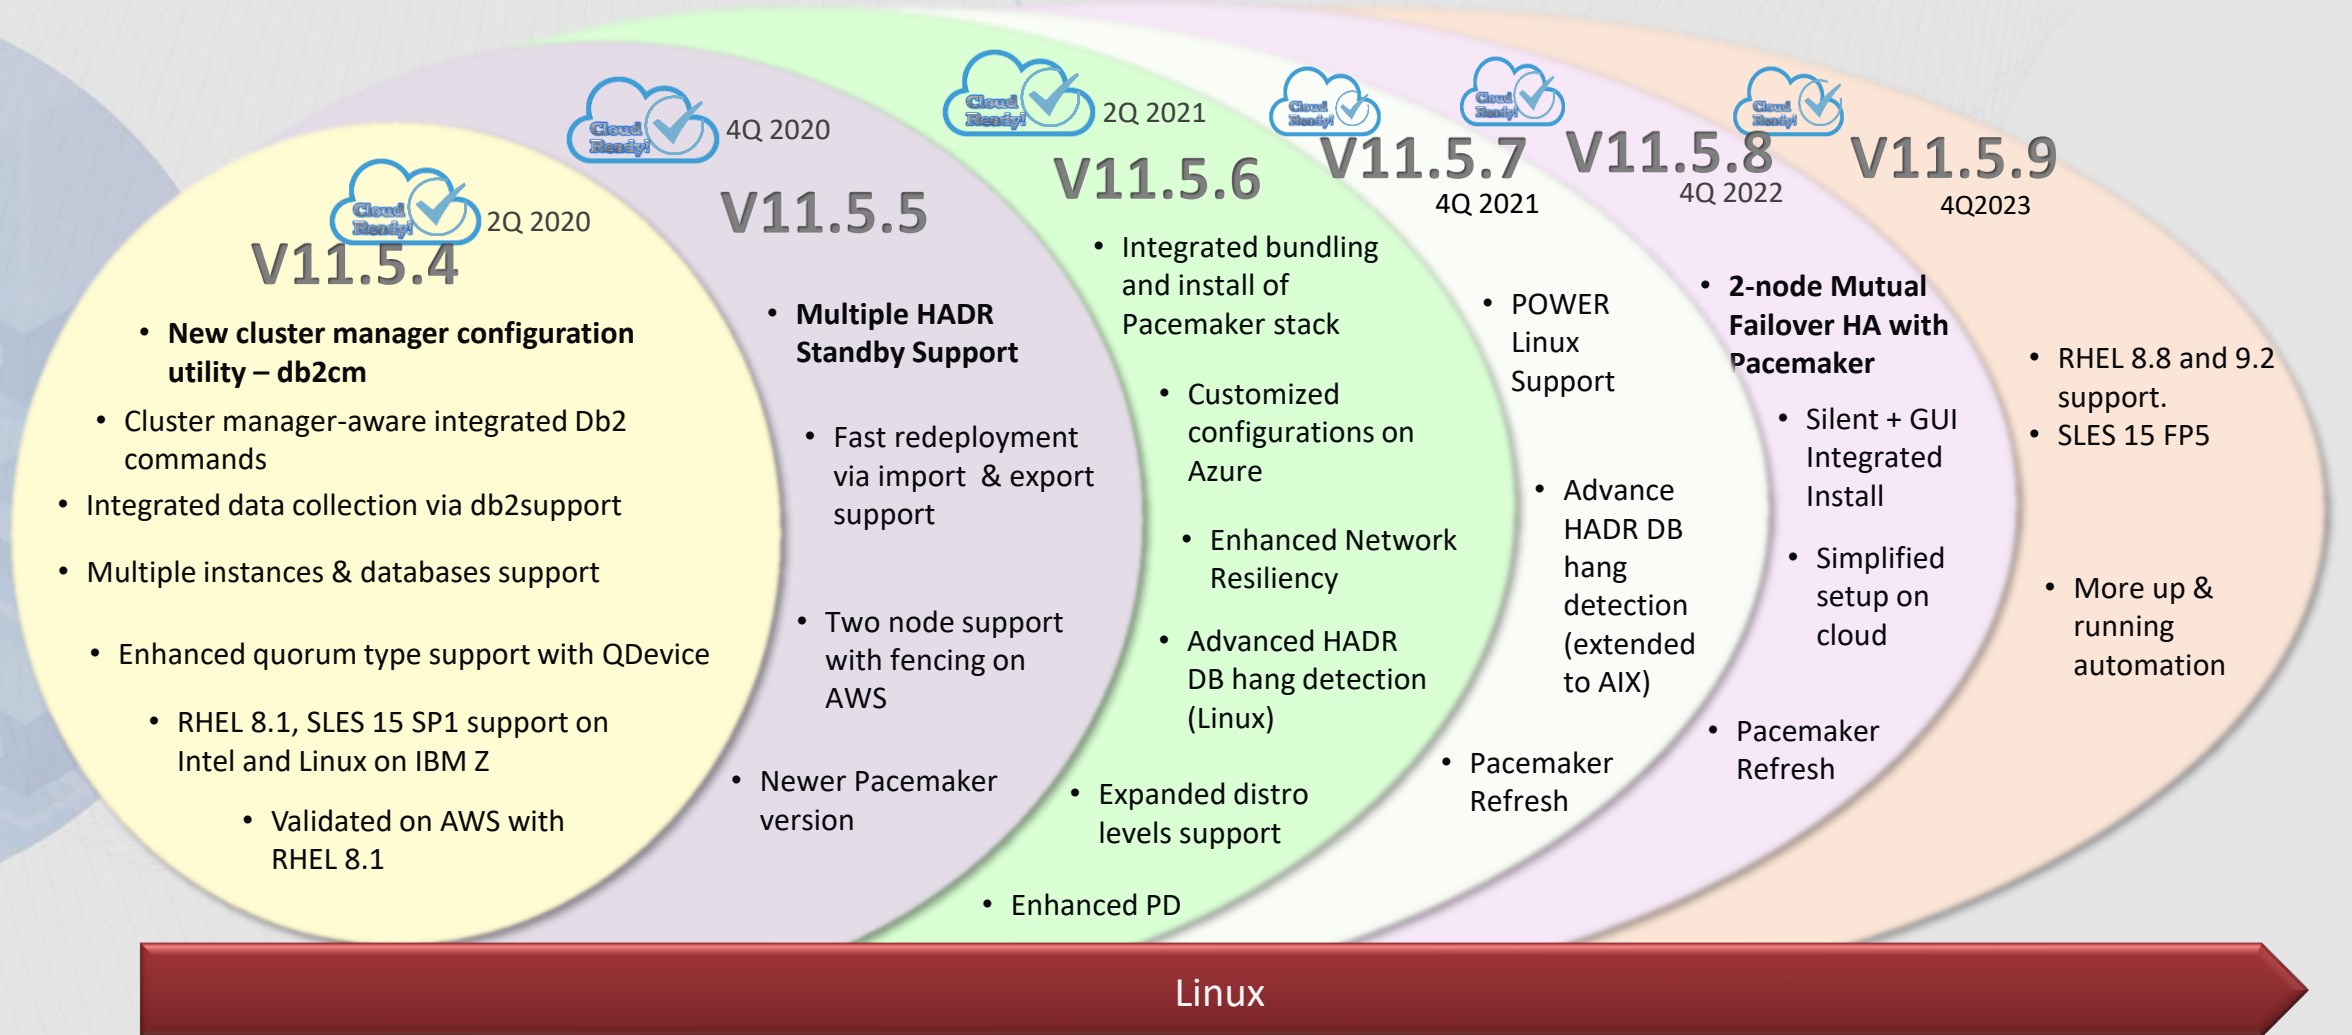 Cloud
Ready!
2Q 2020
V11.5.4
• New cluster manager configuration
utility – db2cm
• Cluster manager-aware integrated Db2
commands
• Integrated data collection via db2support
• Multiple instances & databases support
• Enhanced quorum type support with QDevice
• RHEL 8.1, SLES 15 SP1 support on
Intel and Linux on IBM Z
• Validated on AWS with
RHEL 8.1
Cloud
Ready!
4Q 2020
V11.5.5
• Multiple HADR
Standby Support
• Fast redeployment
via import & export
support
• Two node support
with fencing on
AWS
• Newer Pacemaker
version
Cloud
Ready!
2Q 2021
V11.5.6
• Integrated bundling
and install of
Pacemaker stack
• Customized
configurations on
Azure
• Enhanced Network
Resiliency
• Advanced HADR
DB hang detection
(Linux)
• Expanded distro
levels support
• Enhanced PD
Cloud
Ready!
V11.5.7
4Q 2021
• POWER
Linux
Support
• Advance
HADR DB
hang
detection
(extended
to AIX)
• Pacemaker
Refresh
Cloud
Ready!
V11.5.8
4Q 2022
• 2-node Mutual
Failover HA with
Pacemaker
• Silent + GUI
Integrated
Install
• Simplified
setup on
cloud
• Pacemaker
Refresh
Cloud
Ready!
V11.5.9
4Q2023
• RHEL 8.8 and 9.2
support.
• SLES 15 FP5
• More up &
running
automation
Linux